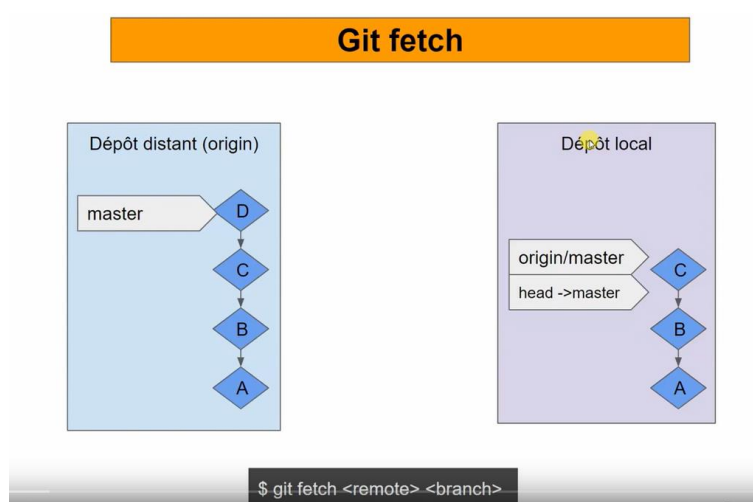 Git fetch
Dépôt distant (origin)
master
D
C
B
A
Dépôt local
origin/master
head ->master
C
B
A
$ git fetch <remote> <branch>